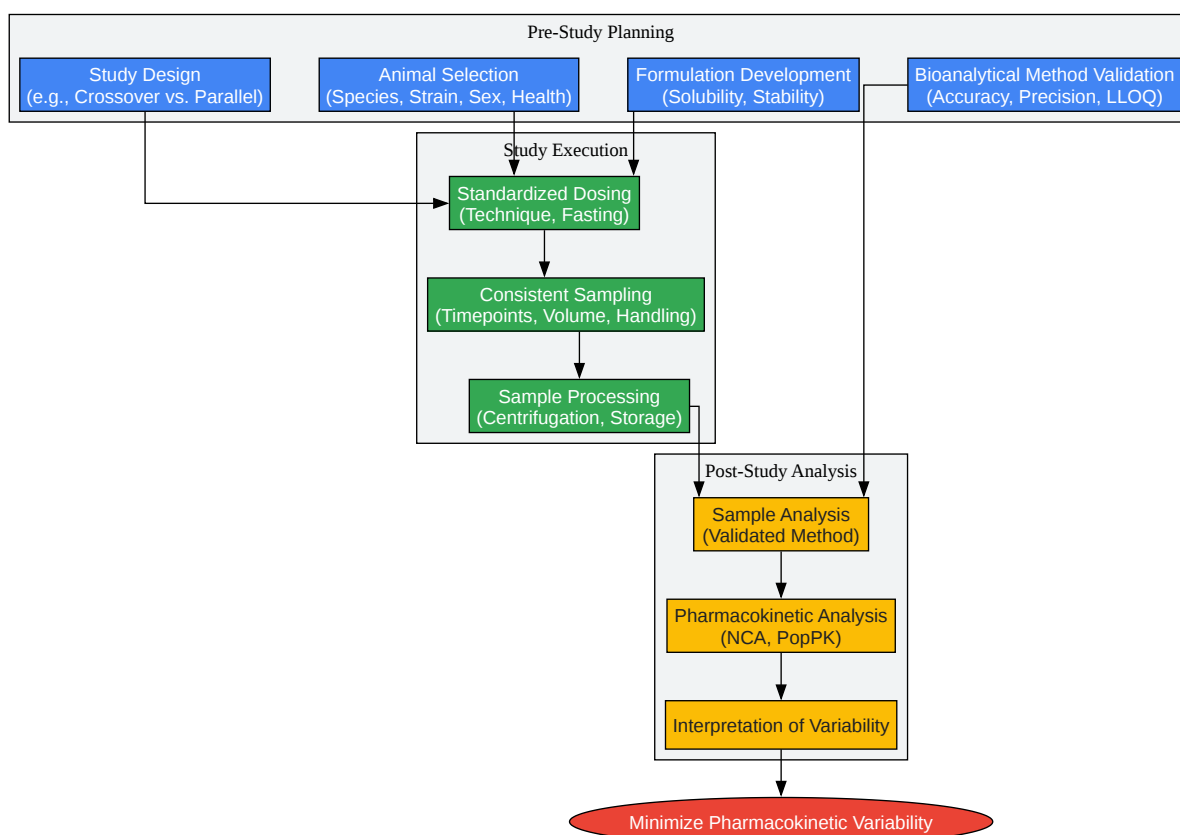 Pre-Study Planning
Study Design
(e.g., Crossover vs. Parallel)
Animal Selection
(Species, Strain, Sex, Health)
Formulation Development
(Solubility, Stability)
Bioanalytical Method Validation
(Accuracy, Precision, LLOQ)
Study Execution
Standardized Dosing
(Technique, Fasting)
Consistent Sampling
(Timepoints, Volume, Handling)
Sample Processing
(Centrifugation, Storage)
Post-Study Analysis
Sample Analysis
(Validated Method)
Pharmacokinetic Analysis
(NCA, PopPK)
Interpretation of Variability
Minimize Pharmacokinetic Variability